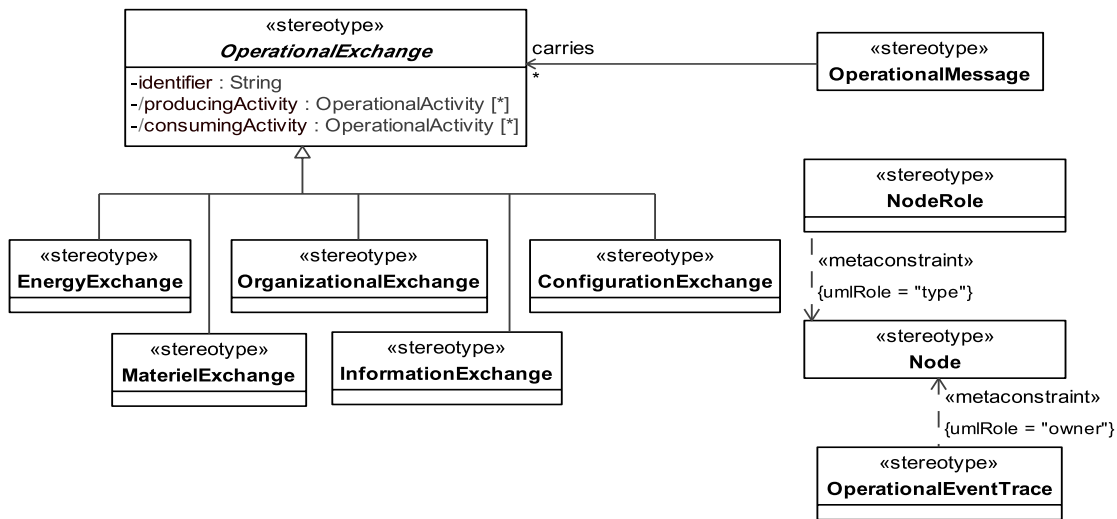 «stereotype»
OperationalExchange
-identifier : String
-/producingActivity : OperationalActivity [*]
-/consumingActivity : OperationalActivity [*]
carries
*
«stereotype»
OperationalMessage
«stereotype»
NodeRole
«metaconstraint»
{umlRole = "type"}
«stereotype»
EnergyExchange
«stereotype»
OrganizationalExchange
«stereotype»
ConfigurationExchange
«stereotype»
MaterielExchange
«stereotype»
InformationExchange
«stereotype»
Node
«metaconstraint»
{umlRole = "owner"}
«stereotype»
OperationalEventTrace